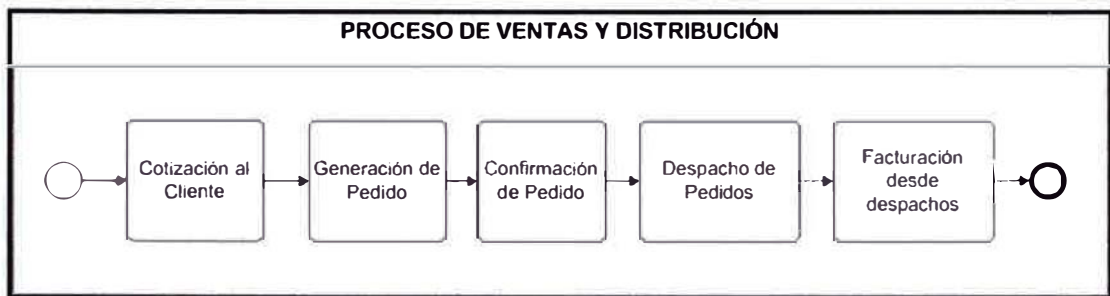 PROCESO DE VENTAS Y DISTRIBUCIÓN
Cotización al
Cliente
Generación de
Pedido
Confirmación
de Pedido
Despacho de
Pedidos
Facturación
desde
despachos